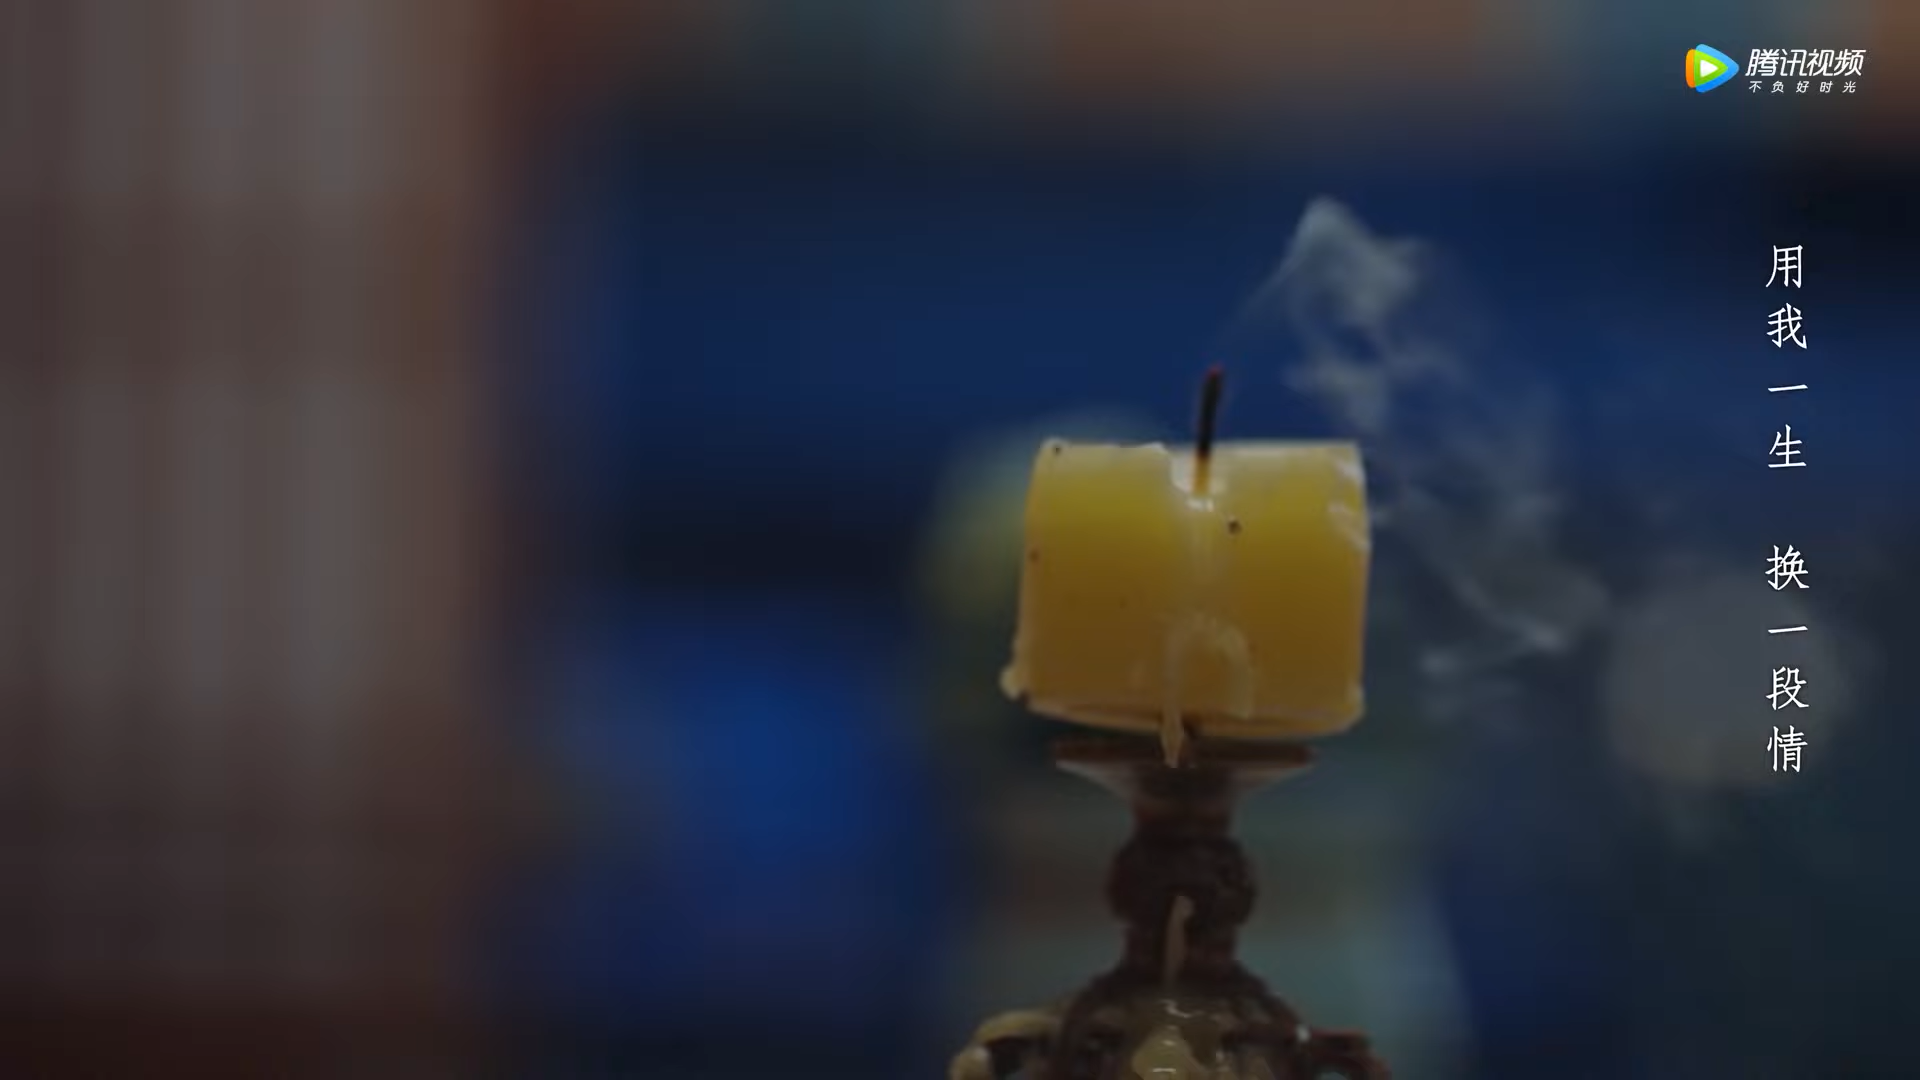 腾讯视频
不负好时光
用我一生 换一段情